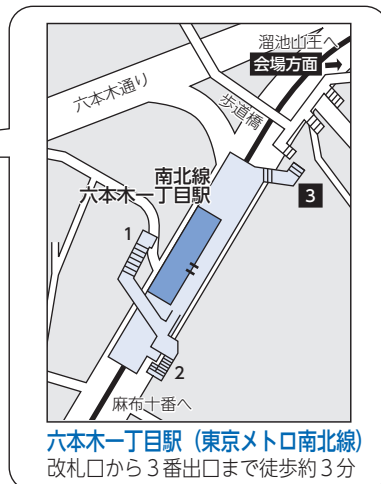 溜池山王へ
会場方面 →
六本木通り
歩道橋
南北線
六本木一丁目駅
3
1
2
麻布十番へ
六本木一丁目駅（東京メトロ南北線）
改札口から３番出口まで徒歩約３分